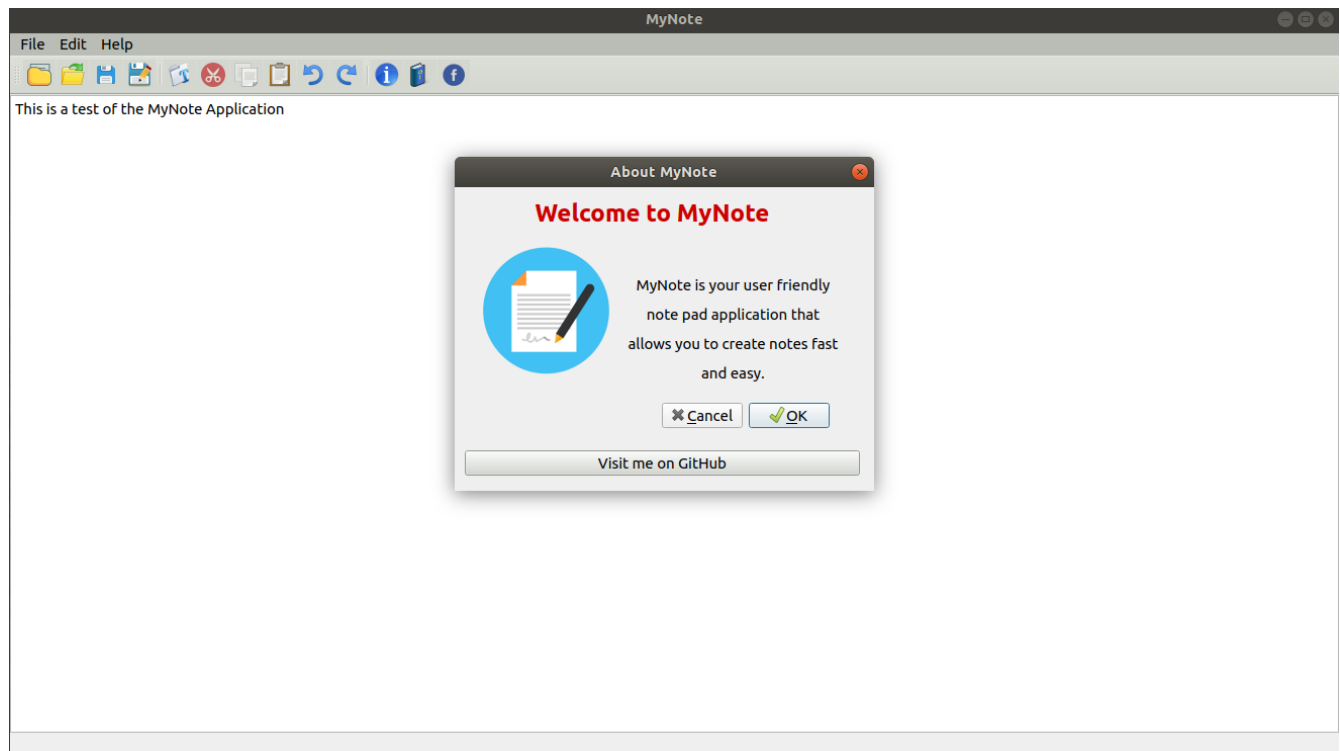 MyNote
File Edit Help
This is a test of the MyNote Application
About MyNote
Welcome to MyNote
MyNote is your user friendly
note pad application that
allows you to create notes fast
and easy.
Cancel OK
Visit me on GitHub